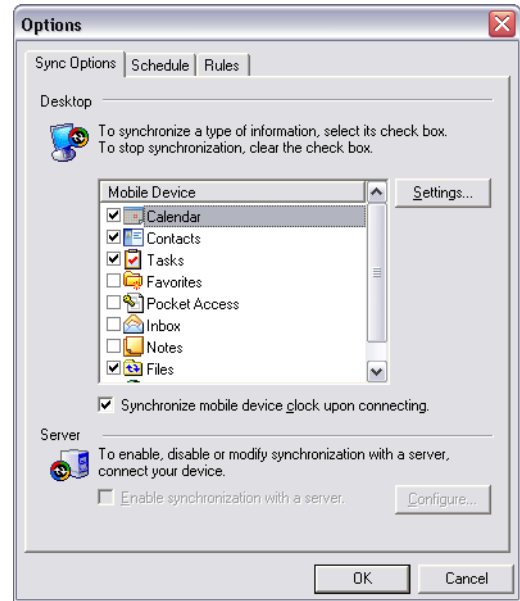 Options
Sync Options Schedule Rules
Desktop
To synchronize a type of information, select its check box.
To stop synchronization, clear the check box.
Mobile Device
Settings...
Calendar
Contacts
Tasks
Favorites
Pocket Access
Inbox
Notes
Files
Synchronize mobile device clock upon connecting.
Server
To enable, disable or modify synchronization with a server,
connect your device.
Enable synchronization with a server.
Configure...
OK Cancel